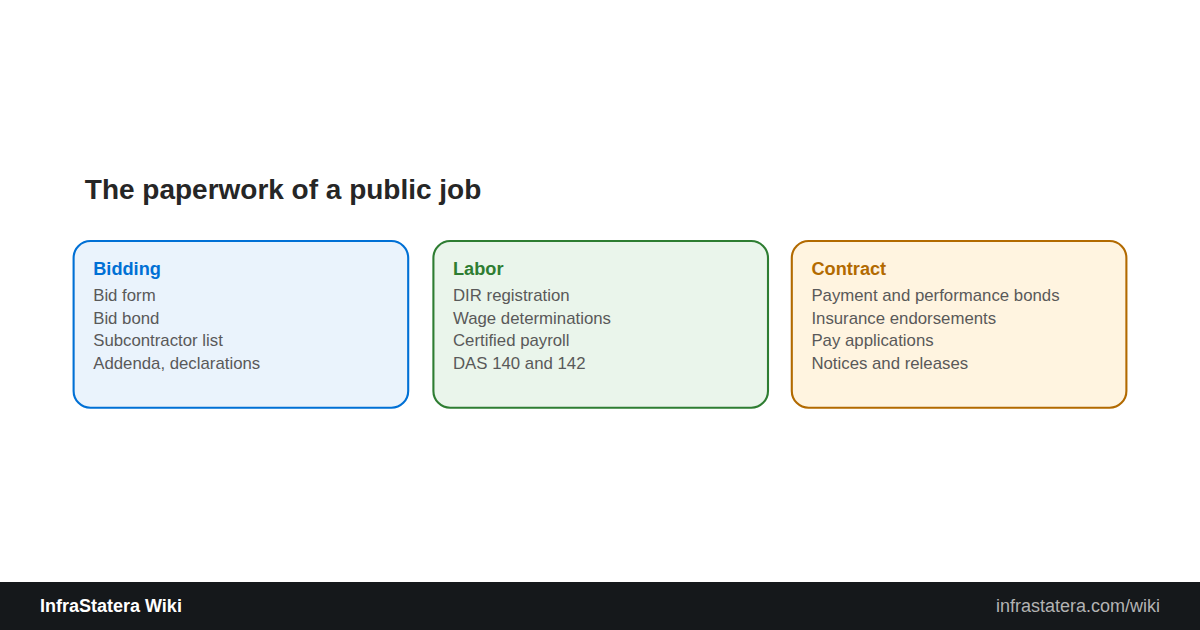 The paperwork of a public job
Bidding
Bid form
Bid bond
Subcontractor list
Addenda, declarations
Labor
DIR registration
Wage determinations
Certified payroll
DAS 140 and 142
Contract
Payment and performance bonds
Insurance endorsements
Pay applications
Notices and releases
InfraStatera Wiki
infrastatera.com/wiki